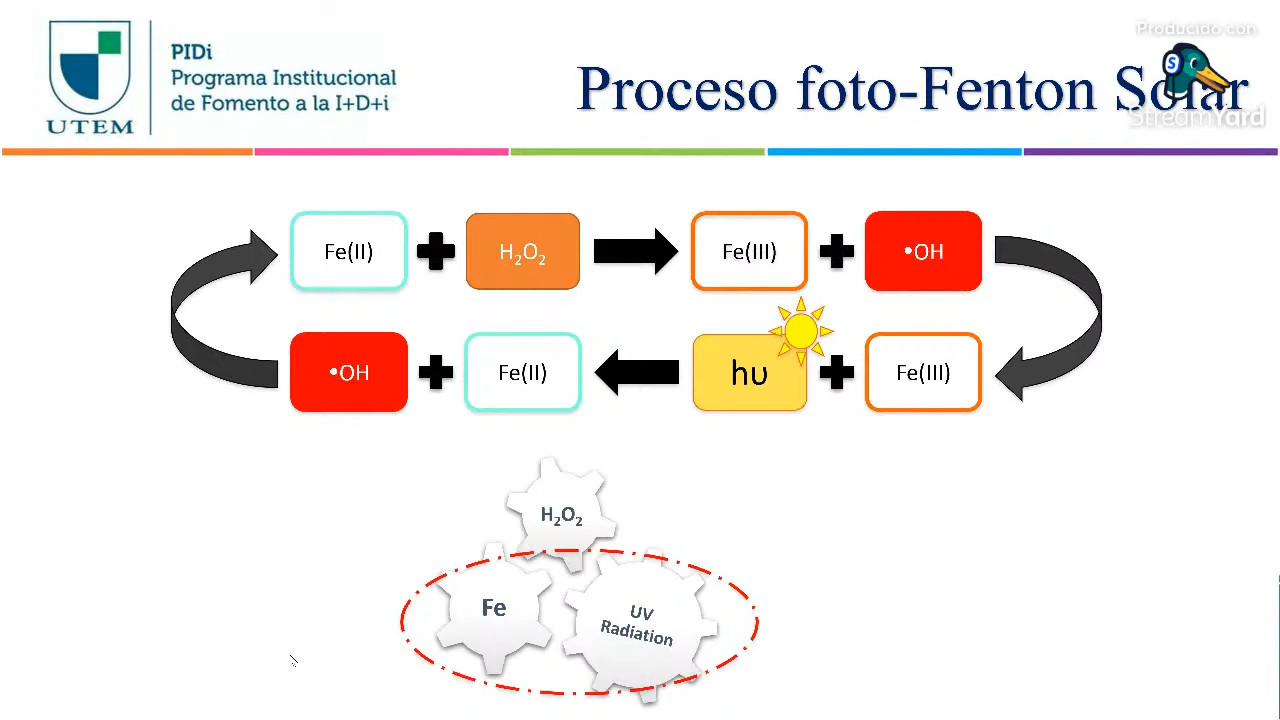 Producido con
PIDi
Programa Institucional
de Fomento a la I+D+i
UTEM
Proceso foto-Fenton Solar
S
StreamYard
Fe(II)
H₂O₂
Fe(III)
•OH
•OH
Fe(II)
hυ
Fe(III)
H₂O₂
Fe
UV
Radiation